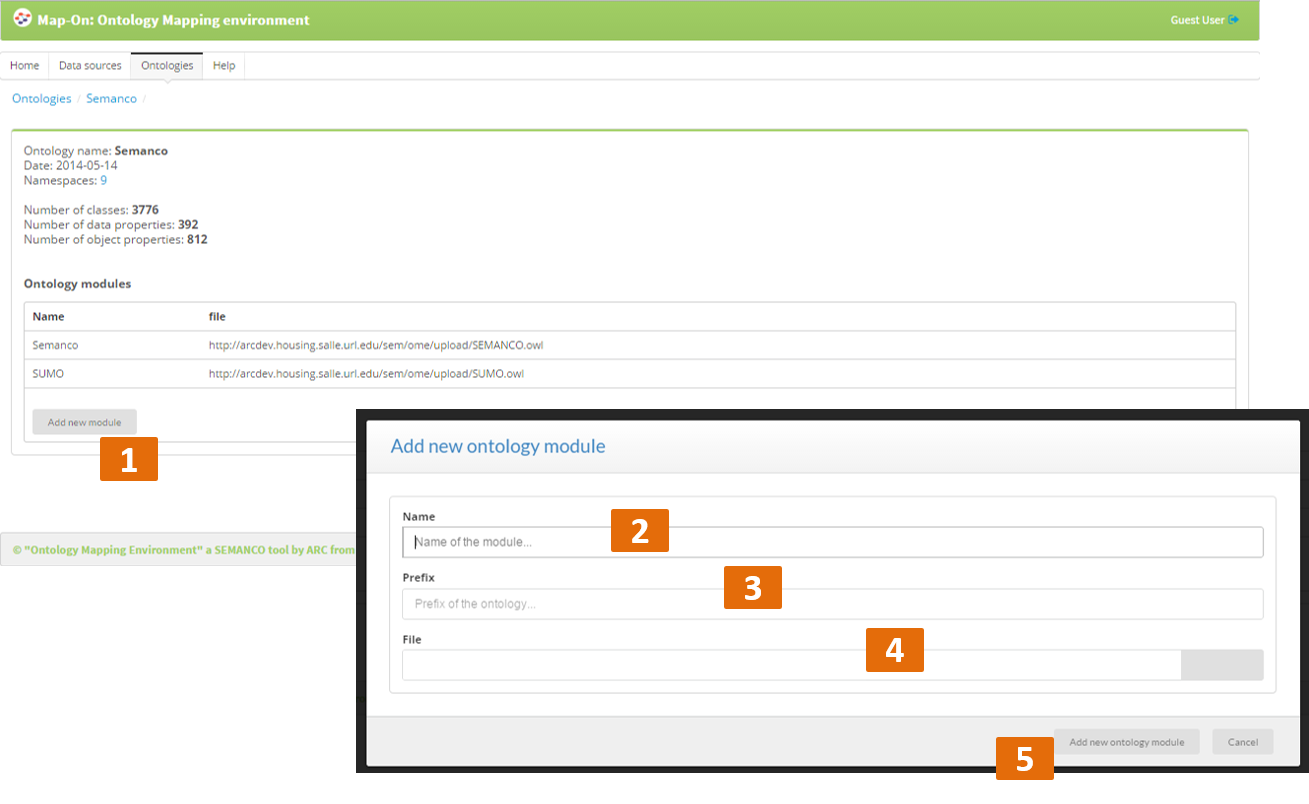 Map-On: Ontology Mapping environment
Guest User
Home
Data sources
Ontologies
Help
Ontologies / Semanco /
Ontology name: Semanco
Date: 2014-05-14
Namespaces: 9
Number of classes: 3776
Number of data properties: 392
Number of object properties: 812
Ontology modules
Name file
Semanco http://arcdev.housing.salle.url.edu/sem/ome/upload/SEMANCO.owl
SUMO http://arcdev.housing.salle.url.edu/sem/ome/upload/SUMO.owl
Add new module
1
© "Ontology Mapping Environment" a SEMANCO tool by ARC from
Add new ontology module
Name
2
Name of the module...
Prefix
3
Prefix of the ontology...
File
4
Add new ontology module
Cancel
5